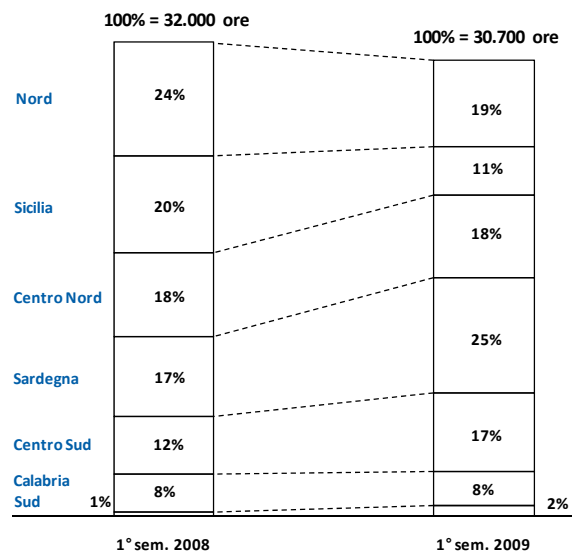 100% = 32.000 ore
100% = 30.700 ore
Nord
24%
19%
Sicilia
20%
11%
Centro Nord
18%
18%
Sardegna
17%
25%
Centro Sud
12%
17%
Calabria
8%
8%
Sud
1%
2%
1° sem. 2008
1° sem. 2009